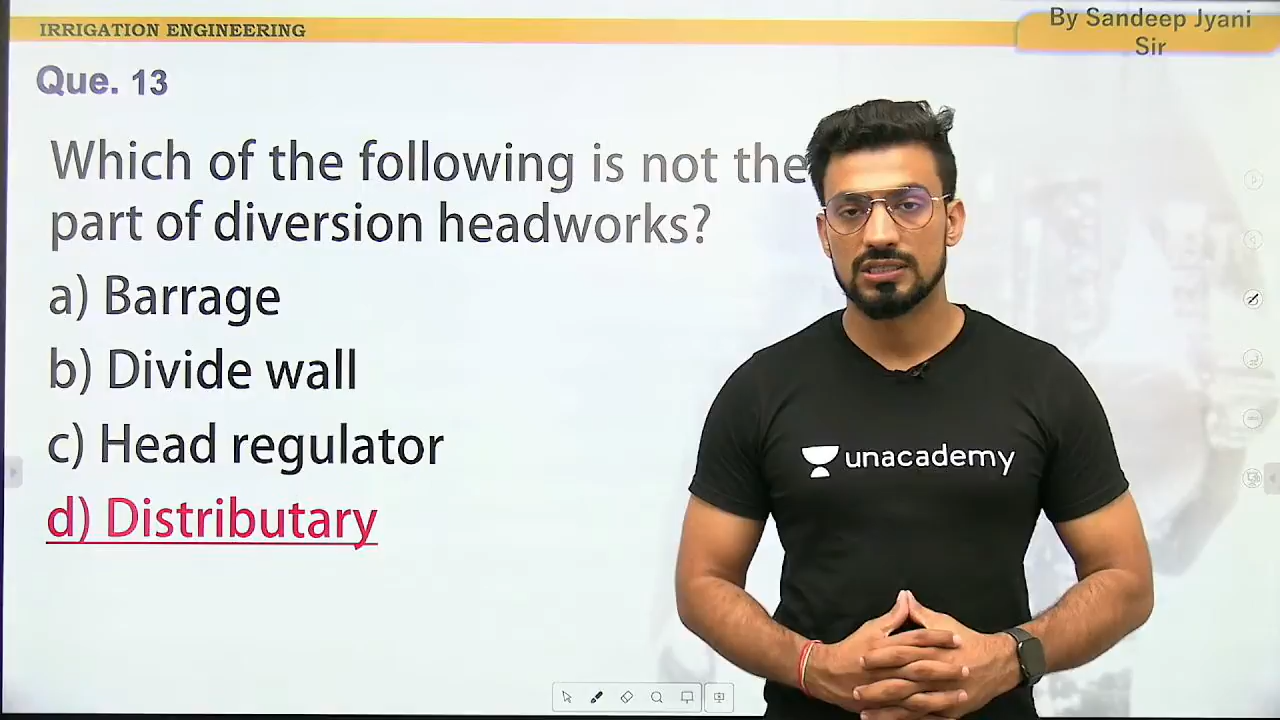 IRRIGATION ENGINEERING
By Sandeep Jyani
Sir
Que. 13
Which of the following is not the
part of diversion headworks?
a) Barrage
b) Divide wall
c) Head regulator
d) Distributary
unacademy